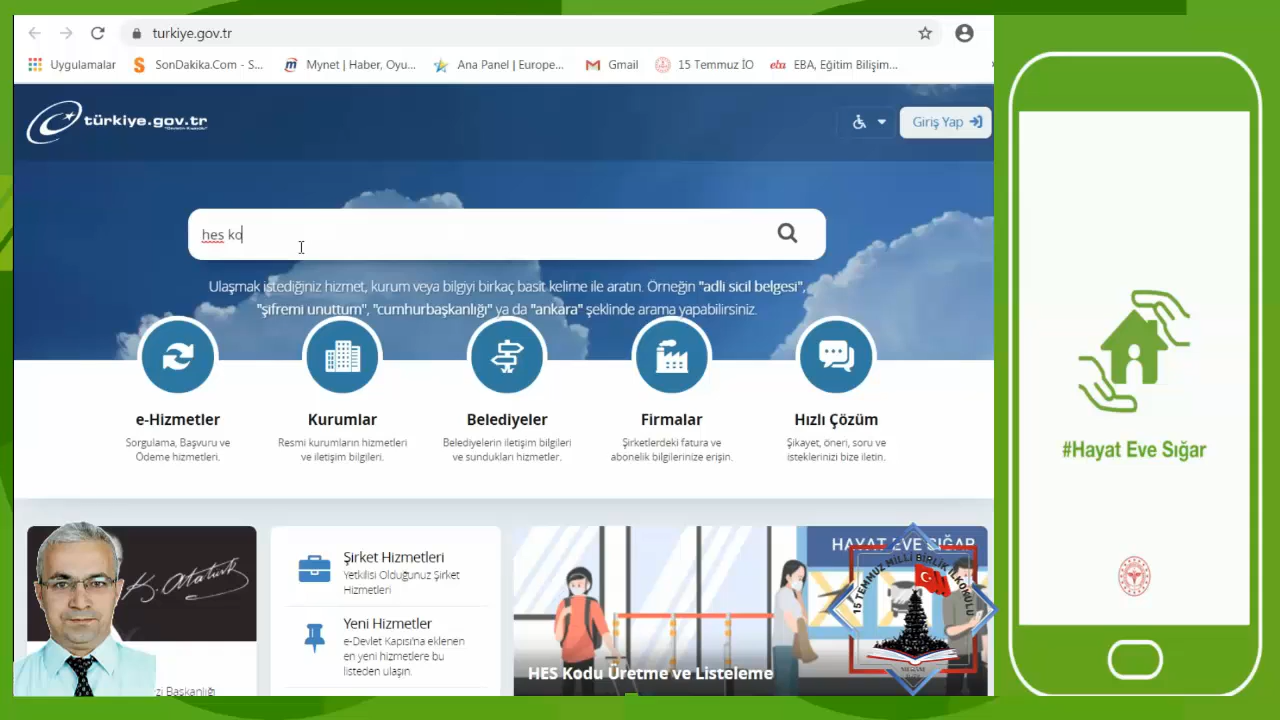 turkiye.gov.tr
Uygulamalar
SonDakika.Com - S...
Mynet | Haber, Oyu...
Ana Panel | Europe...
Gmail
15 Temmuz İO
eta
EBA, Eğitim Bilişim...
türkiye.gov.tr
Giriş Yap
hes ko
Ulaşmak istediğiniz hizmet, kurum veya bilgiyi birkaç basit kelime ile aratın. Örneğin "adli sicil belgesi",
"şifremi unuttum", "cumhurbaşkanlığı" ya da "ankara" şeklinde arama yapabilirsiniz.
e-Hizmetler
Sorgulama, Başvuru ve
Ödeme hizmetleri.
Kurumlar
Resmi kurumların hizmetleri
ve iletişim bilgileri.
Belediyeler
Belediyelerin iletişim bilgileri
ve sundukları hizmetler.
Firmalar
Şirketlerdeki fatura ve
abonelik bilgilerinize erişin.
Hızlı Çözüm
Şikayet, öneri, soru ve
isteklerinizi bize iletin.
K. Atatürk
zi Başkanlığı
Şirket Hizmetleri
Yetkilisi Olduğunuz Şirket
Hizmetleri
Yeni Hizmetler
e-Devlet Kapısı'na eklenen
en yeni hizmetlere bu
listeden ulaşın.
HAYAT EVE SIĞAR
HES Kodu Üretme ve Listeleme
15 TEMMUZ MİLLİ BİRLİK İLKOKULU
#Hayat Eve Sığar